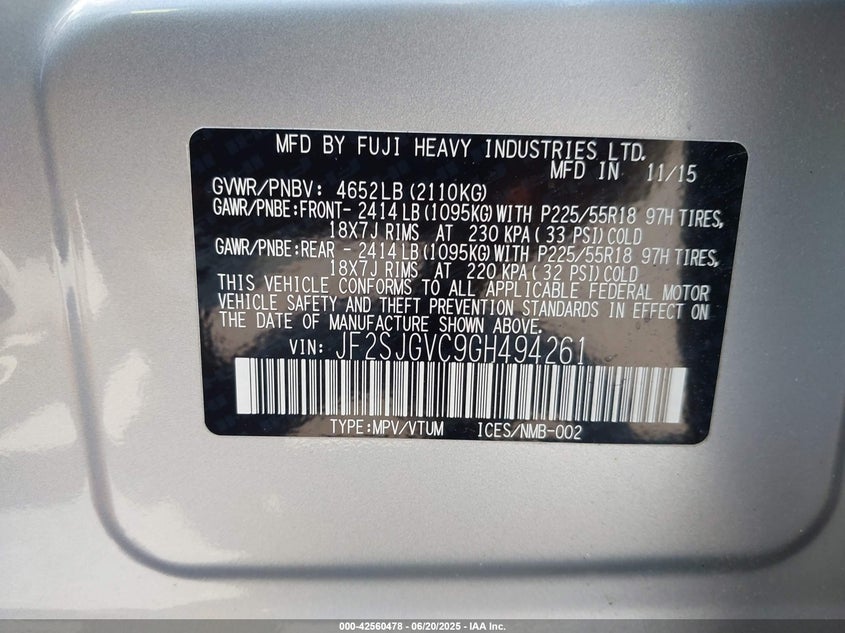 MFD BY FUJI HEAVY INDUSTRIES LTD.
MFD IN 11/15
GVWR/PNBV: 4652LB (2110KG)
GAWR/PNBE:FRONT- 2414 LB (1095KG) WITH P225/55R18 97H TIRES,
18X7J RIMS AT 230 KPA ( 33 PSI) COLD
GAWR/PNBE:REAR - 2414 LB (1095KG) WITH P225/55R18 97H TIRES,
18X7J RIMS AT 220 KPA ( 32 PSI) COLD
THIS VEHICLE CONFORMS TO ALL APPLICABLE FEDERAL MOTOR
VEHICLE SAFETY AND THEFT PREVENTION STANDARDS IN EFFECT ON
THE DATE OF MANUFACTURE SHOWN ABOVE.
VIN: JF2SJGVC9GH494261
TYPE:MPV/VTUM ICES/NMB-002
000-42560478 - 06/20/2025 - IAA Inc.